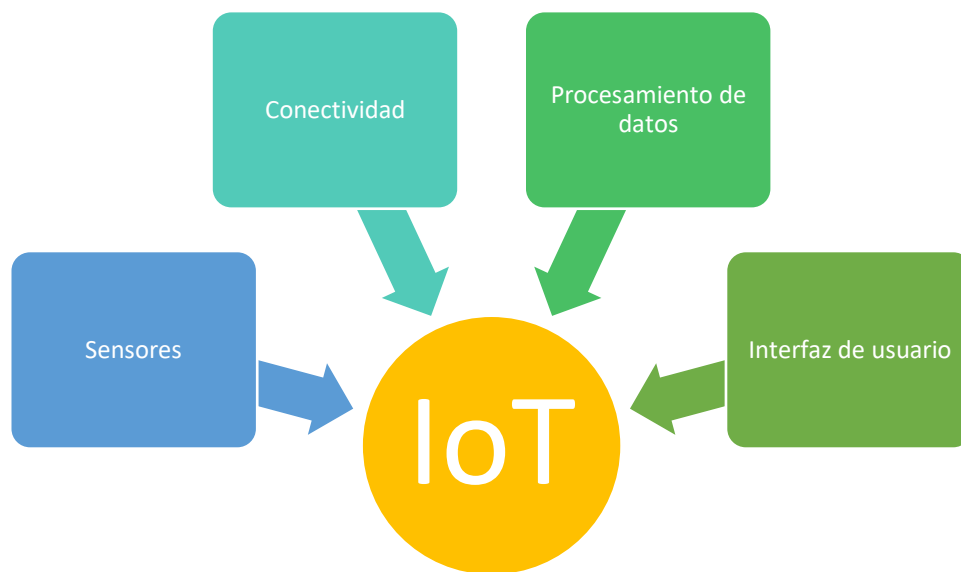 Conectividad
Procesamiento de
datos
Sensores
Interfaz de usuario
IoT